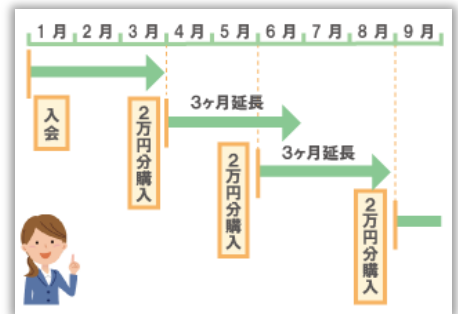 1月 2月 3月 4月 5月 6月 7月 8月 9月
入会
2万円分購入
3ヶ月延長
2万円分購入
3ヶ月延長
2万円分購入